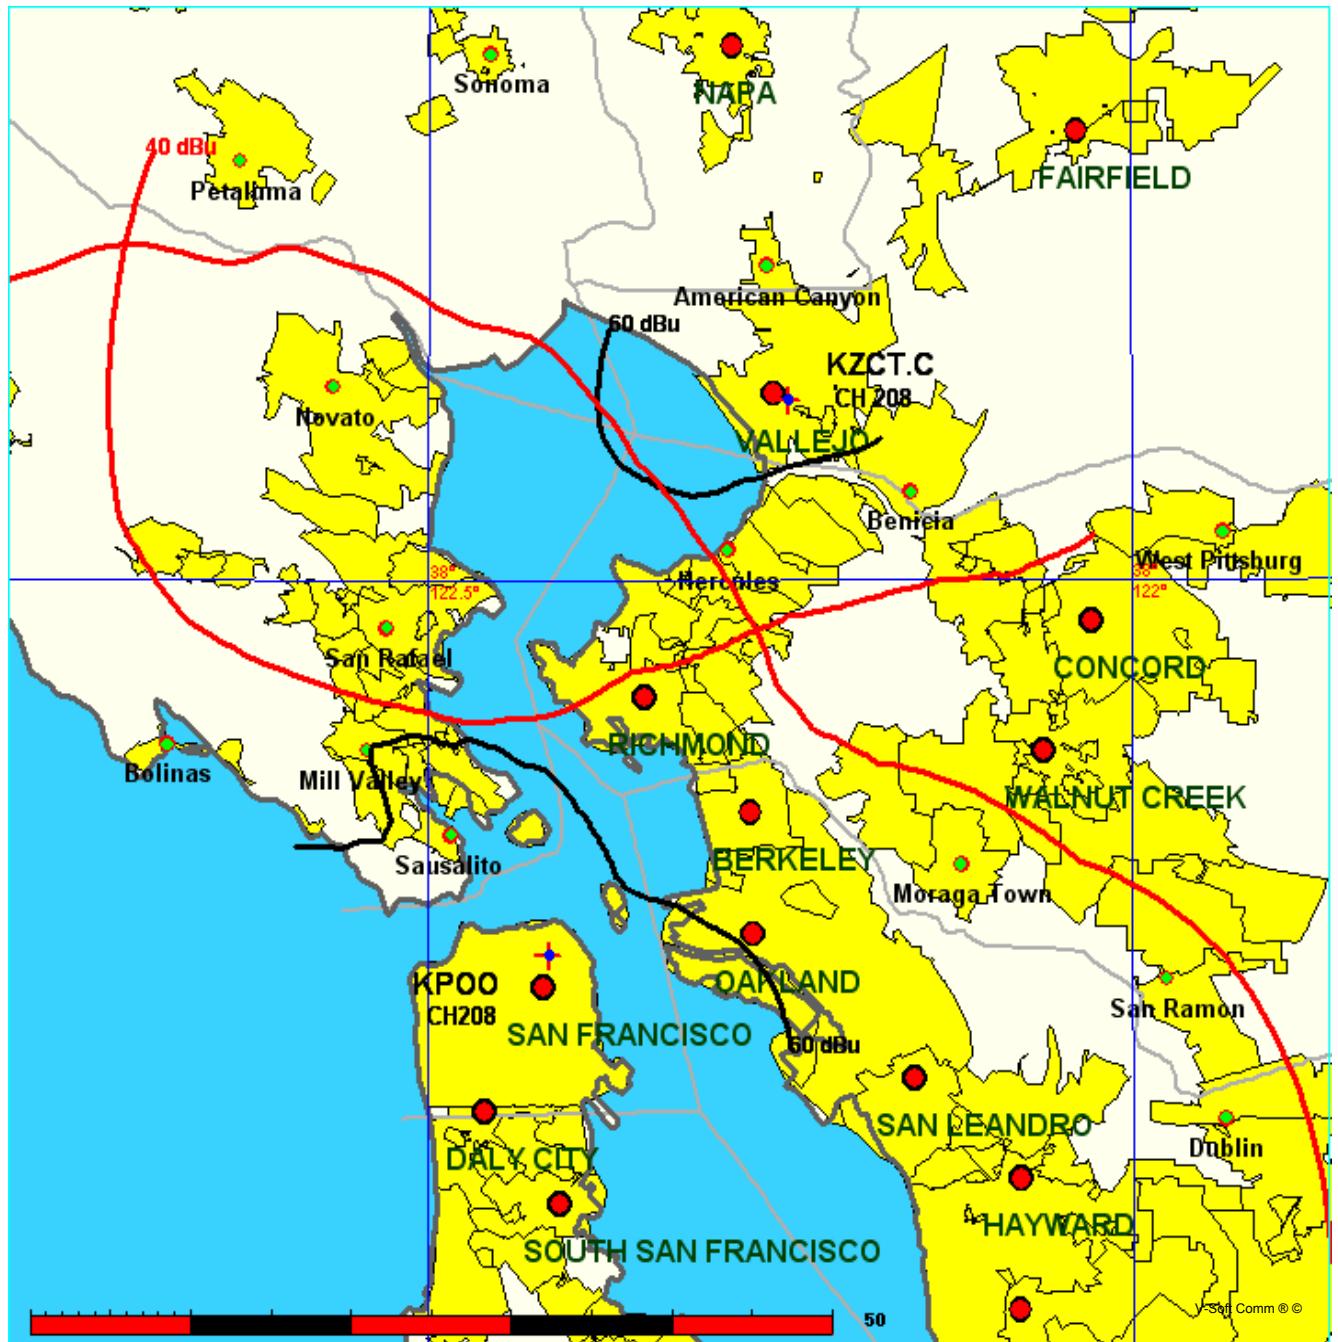 Sonoma
NAPA
40 dBu
Petaluma
FAIRFIELD
American Canyon
60 dBu
KZCT.C
CH 208
Novato
VALLEJO
Benicia
West Pittsburg
Hercules
38°
122.5°
38°
122°
San Rafael
CONCORD
RICHMOND
Bolinas
Mill Valley
WALNUT CREEK
BERKELEY
Sausalito
Moraga Town
KPOO
CH208
OAKLAND
San Ramon
SAN FRANCISCO
60 dBu
SAN LEANDRO
Dublin
DALY CITY
HAYWARD
SOUTH SAN FRANCISCO
V-Soft Comm ® ©
50